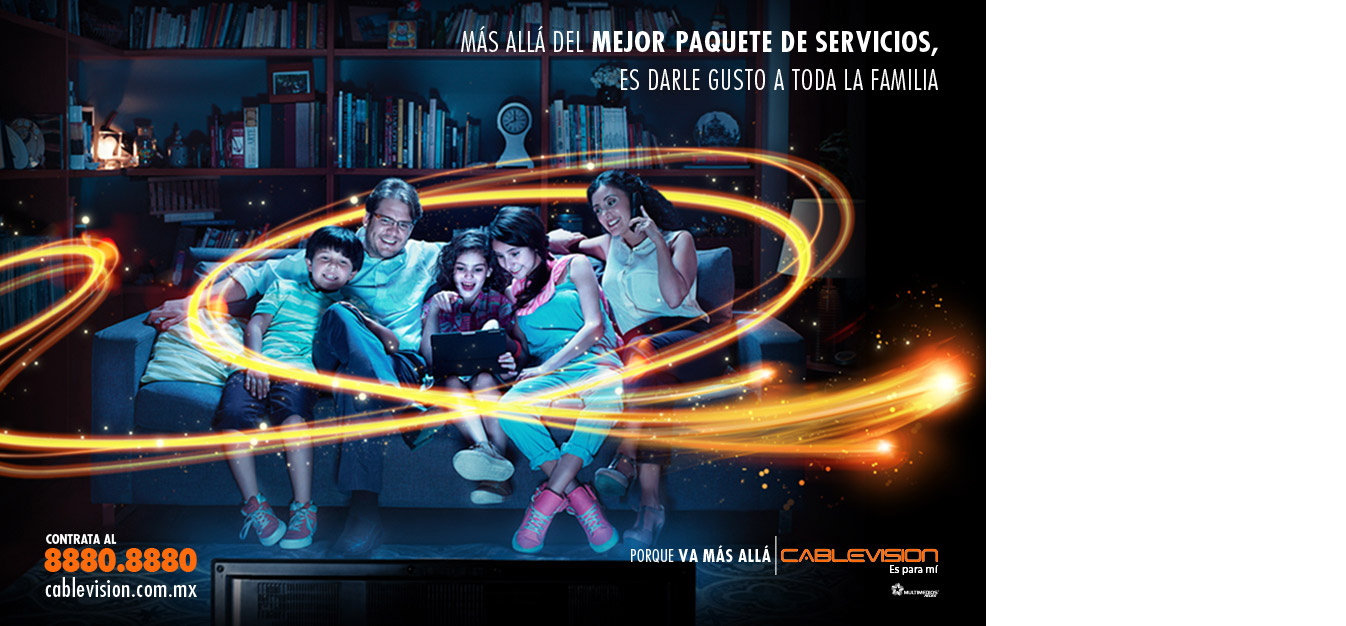 MÁS ALLÁ DEL MEJOR PAQUETE DE SERVICIOS,
ES DARLE GUSTO A TODA LA FAMILIA
CONTRATA AL
8880.8880
cablevision.com.mx
PORQUE VA MÁS ALLÁ
CABLEVISION
Es para mí
MULTIMEDIOS